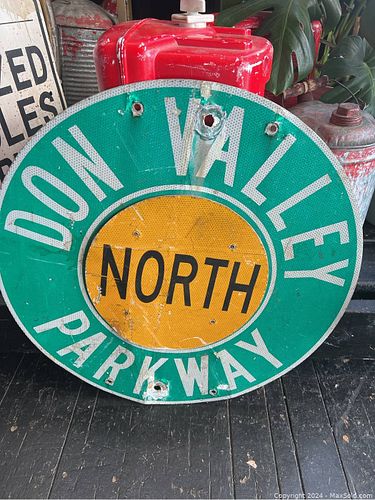 ZED
LES
DON VALLEY
NORTH
PARKWAY
Copyright 2024 - MaxSold.com